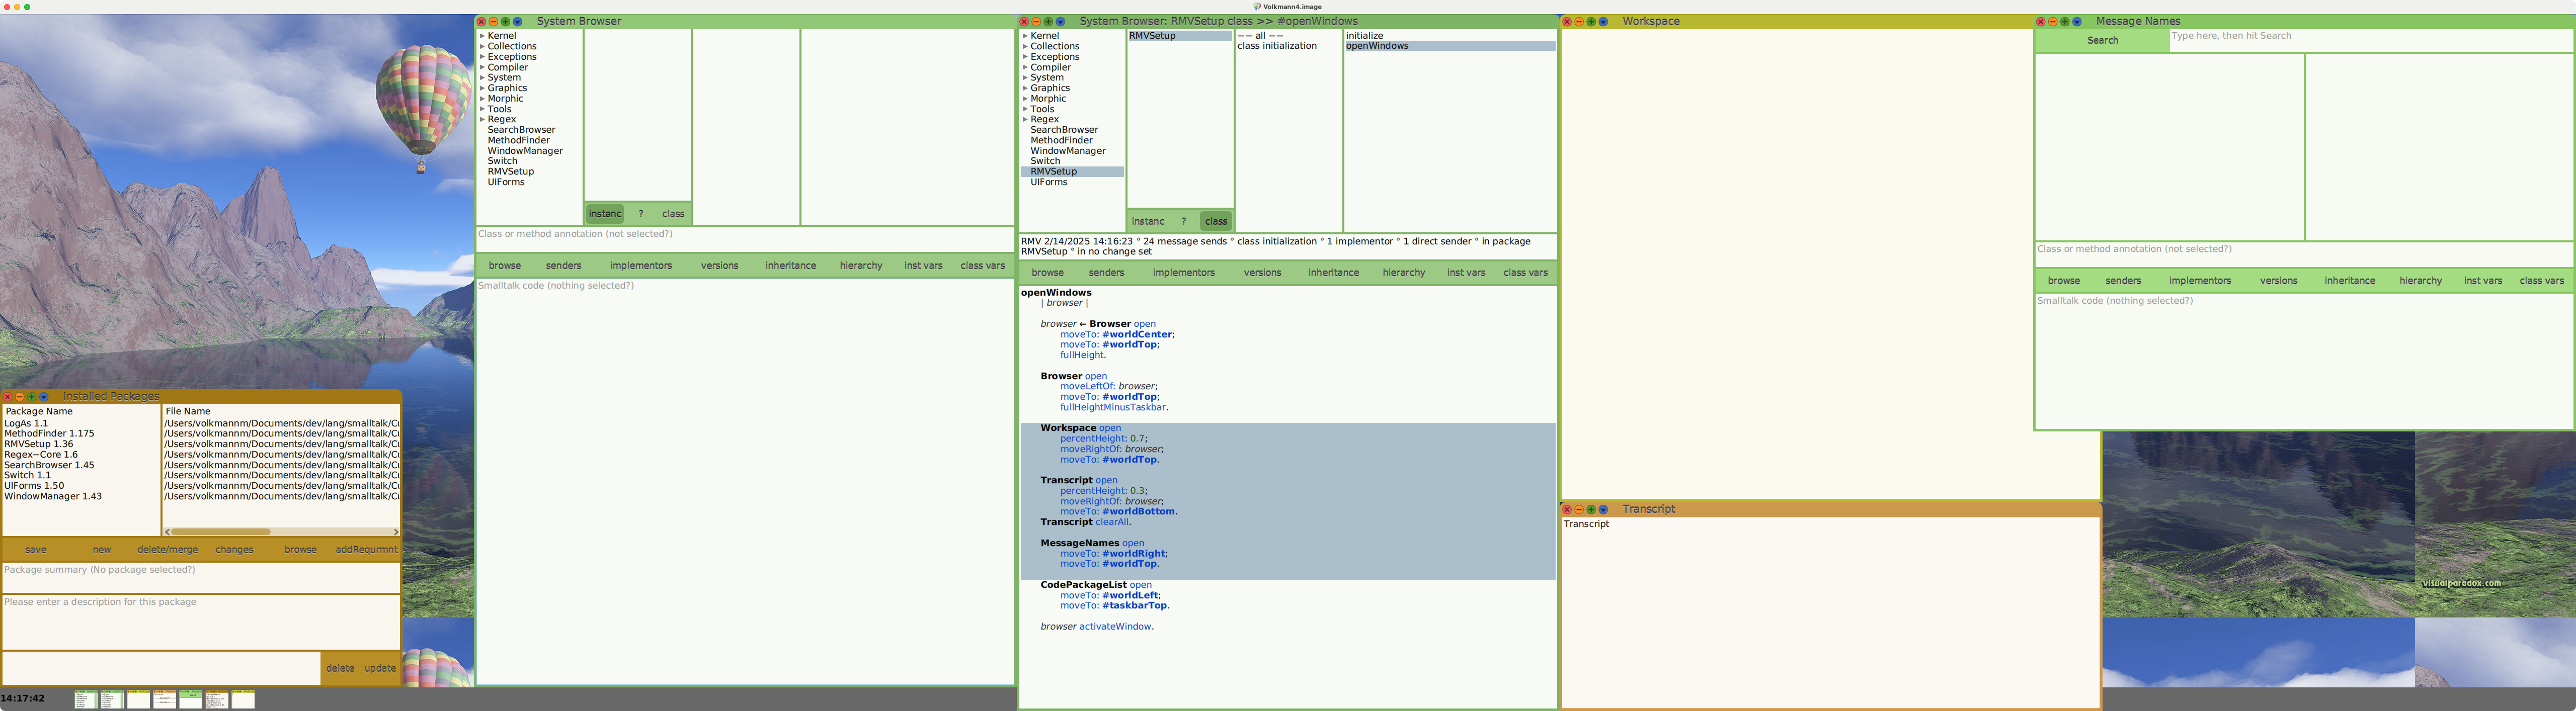 Volkmann4.image
System Browser
Kernel
Collections
Exceptions
Compiler
System
Graphics
Morphic
Tools
Regex
SearchBrowser
MethodFinder
WindowManager
Switch
RMVSetup
UIForms
instanc ? class
Class or method annotation (not selected?)
browse senders implementors versions inheritance hierarchy inst vars class vars
Smalltalk code (nothing selected?)
System Browser: RMVSetup class >> #openWindows
Kernel
Collections
Exceptions
Compiler
System
Graphics
Morphic
Tools
Regex
SearchBrowser
MethodFinder
WindowManager
Switch
RMVSetup
UIForms
RMVSetup
instanc ? class
-- all --
class initialization
initialize
openWindows
RMV 2/14/2025 14:16:23 ° 24 message sends ° class initialization ° 1 implementor ° 1 direct sender ° in package
RMVSetup ° in no change set
browse senders implementors versions inheritance hierarchy inst vars class vars
openWindows
| browser |
browser ← Browser open
moveTo: #worldCenter;
moveTo: #worldTop;
fullHeight.
Browser open
moveLeftOf: browser;
moveTo: #worldTop;
fullHeightMinusTaskbar.
Workspace open
percentHeight: 0.7;
moveRightOf: browser;
moveTo: #worldTop.
Transcript open
percentHeight: 0.3;
moveRightOf: browser;
moveTo: #worldBottom.
Transcript clearAll.
MessageNames open
moveTo: #worldRight;
moveTo: #worldTop.
CodePackageList open
moveTo: #worldLeft;
moveTo: #taskbarTop.
browser activateWindow.
Workspace
Transcript
Transcript
Message Names
Search Type here, then hit Search
Class or method annotation (not selected?)
browse senders implementors versions inheritance hierarchy inst vars class vars
Smalltalk code (nothing selected?)
visualparadox.com
Installed Packages
Package Name File Name
LogAs 1.1 /Users/volkmannm/Documents/dev/lang/smalltalk/Cu
MethodFinder 1.175 /Users/volkmannm/Documents/dev/lang/smalltalk/Cu
RMVSetup 1.36 /Users/volkmannm/Documents/dev/lang/smalltalk/Cu
Regex-Core 1.6 /Users/volkmannm/Documents/dev/lang/smalltalk/Cu
SearchBrowser 1.45 /Users/volkmannm/Documents/dev/lang/smalltalk/Cu
Switch 1.1 /Users/volkmannm/Documents/dev/lang/smalltalk/Cu
UIForms 1.50 /Users/volkmannm/Documents/dev/lang/smalltalk/Cu
WindowManager 1.43 /Users/volkmannm/Documents/dev/lang/smalltalk/Cu
save new delete/merge changes browse addRequrmnt
Package summary (No package selected?)
Please enter a description for this package
delete update
14:17:42